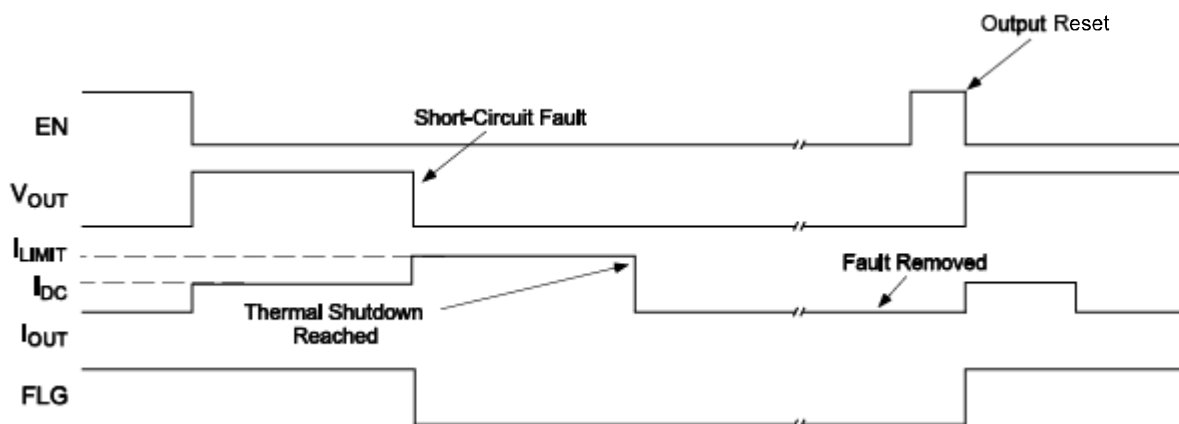 Output Reset
EN
Short-Circuit Fault
VOUT
ILIMIT
IDC
Fault Removed
Thermal Shutdown
Reached
IOUT
FLG